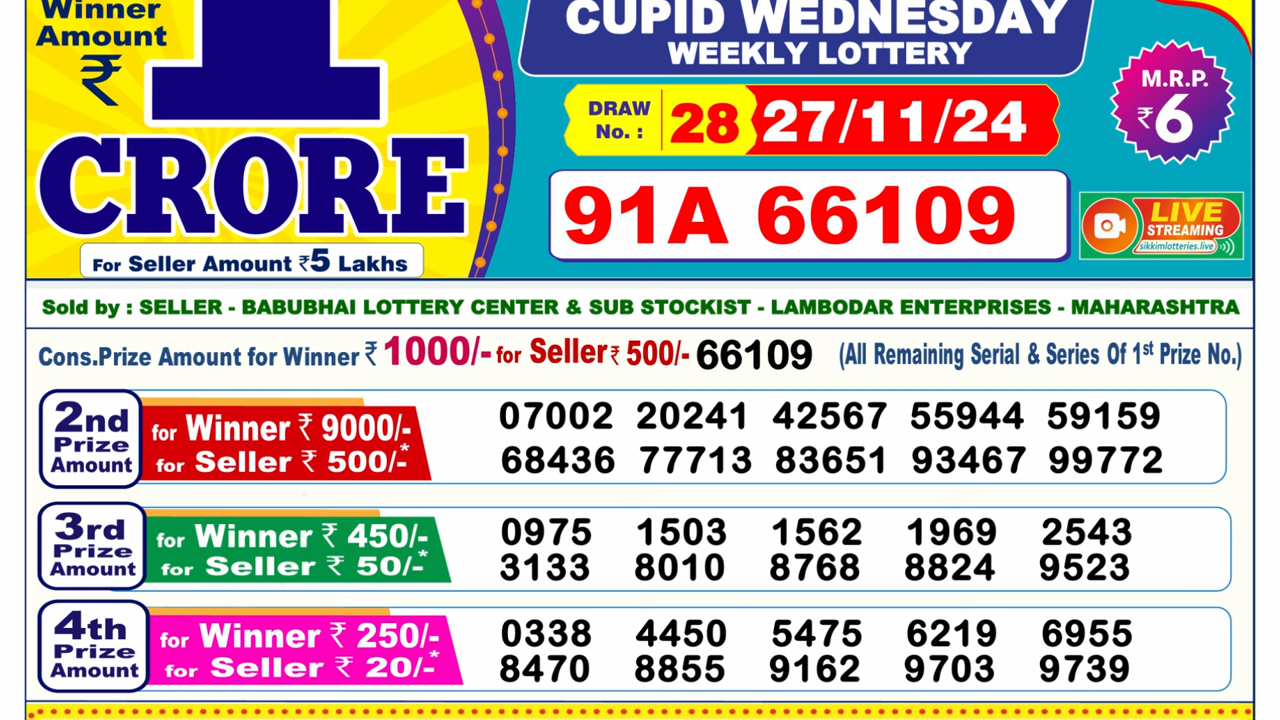 Winner
Amount
₹
1
CRORE
For Seller Amount ₹5 Lakhs
CUPID WEDNESDAY
WEEKLY LOTTERY
DRAW
No. :
28
27/11/24
91A 66109
M.R.P.
₹6
LIVE
STREAMING
sikkimlotteries.live
Sold by : SELLER - BABUBHAI LOTTERY CENTER & SUB STOCKIST - LAMBODAR ENTERPRISES - MAHARASHTRA
Cons.Prize Amount for Winner ₹ 1000/- for Seller ₹ 500/- 66109 (All Remaining Serial & Series Of 1st Prize No.)
2nd
Prize
Amount
for Winner ₹ 9000/-
for Seller ₹ 500/-*
07002 20241 42567 55944 59159
68436 77713 83651 93467 99772
3rd
Prize
Amount
for Winner ₹ 450/-
for Seller ₹ 50/-*
0975 1503 1562 1969 2543
3133 8010 8768 8824 9523
4th
Prize
Amount
for Winner ₹ 250/-
for Seller ₹ 20/-*
0338 4450 5475 6219 6955
8470 8855 9162 9703 9739